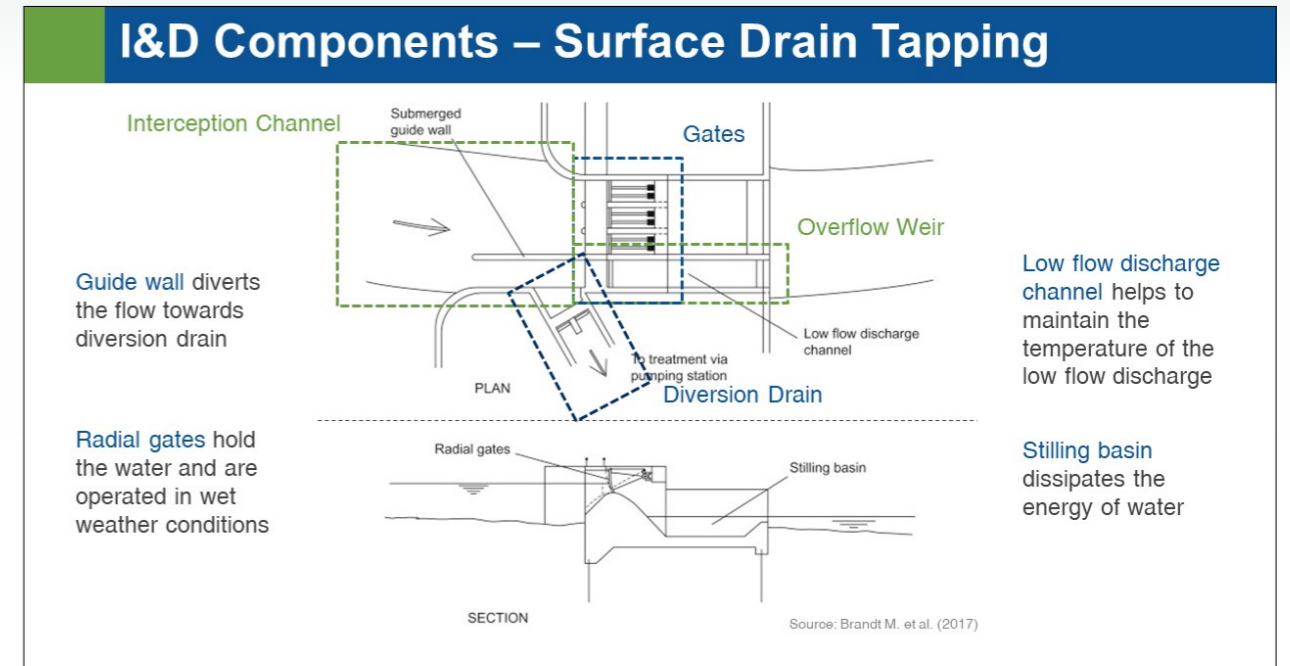 I&D Components – Surface Drain Tapping
Interception Channel
Submerged
guide wall
Gates
Overflow Weir
Guide wall diverts
the flow towards
diversion drain
Low flow discharge
channel helps to
maintain the
temperature of the
low flow discharge
Low flow discharge
channel
To treatment via
pumping station
PLAN
Diversion Drain
Radial gates hold
the water and are
operated in wet
weather conditions
Radial gates
Stilling basin
Stilling basin
dissipates the
energy of water
SECTION
Source: Brandt M. et al. (2017)